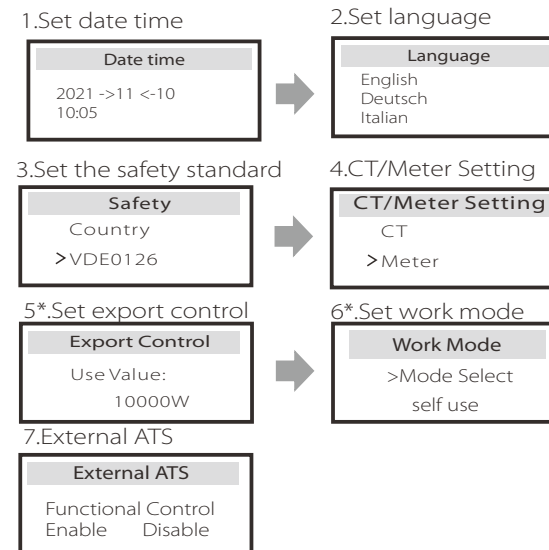 1.Set date time
Date time
2021 ->11 <-10
10:05
2.Set language
Language
English
Deutsch
Italian
3.Set the safety standard
Safety
Country
>VDE0126
4.CT/Meter Setting
CT/Meter Setting
CT
>Meter
5*.Set export control
Export Control
Use Value:
10000W
6*.Set work mode
Work Mode
>Mode Select
self use
7.External ATS
External ATS
Functional Control
Enable Disable